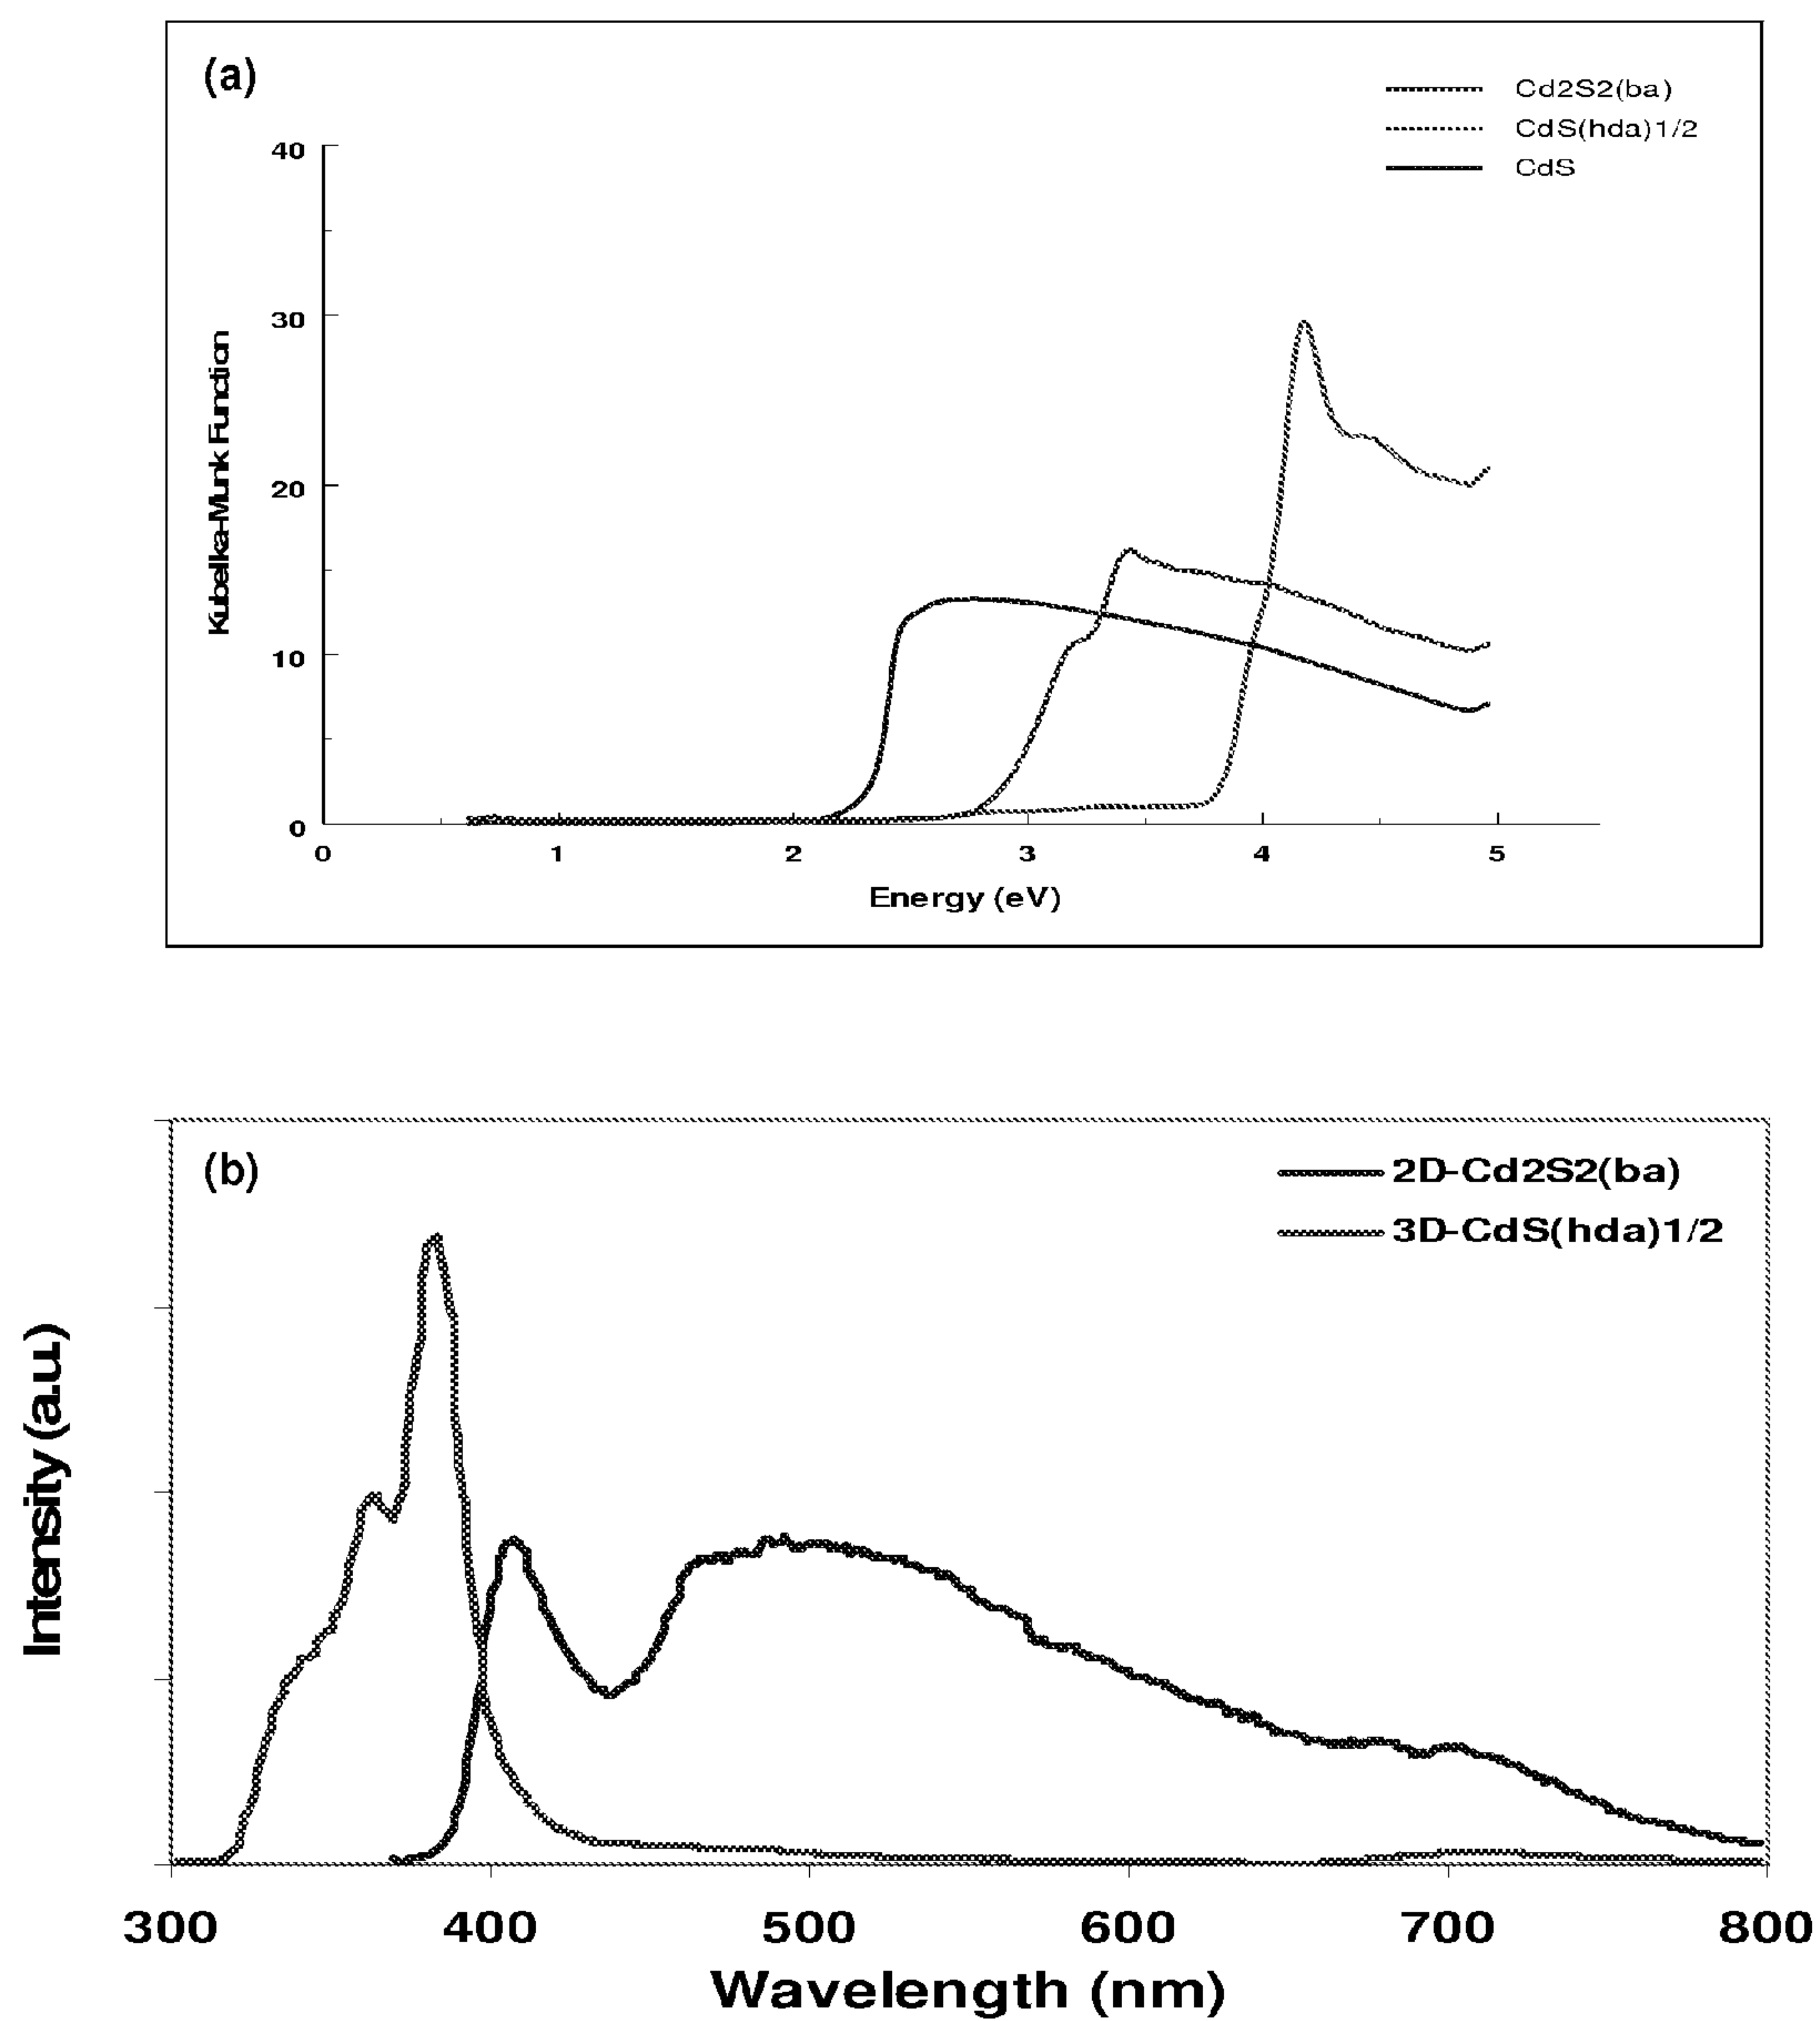 (a)
Cd2S2(ba)
CdS(hda)1/2
CdS
40
30
20
10
0
Kubelka-Munk Function
0 1 2 3 4 5
Energy (eV)
(b)
2D-Cd2S2(ba)
3D-CdS(hda)1/2
Intensity (a.u.)
300 400 500 600 700 800
Wavelength (nm)